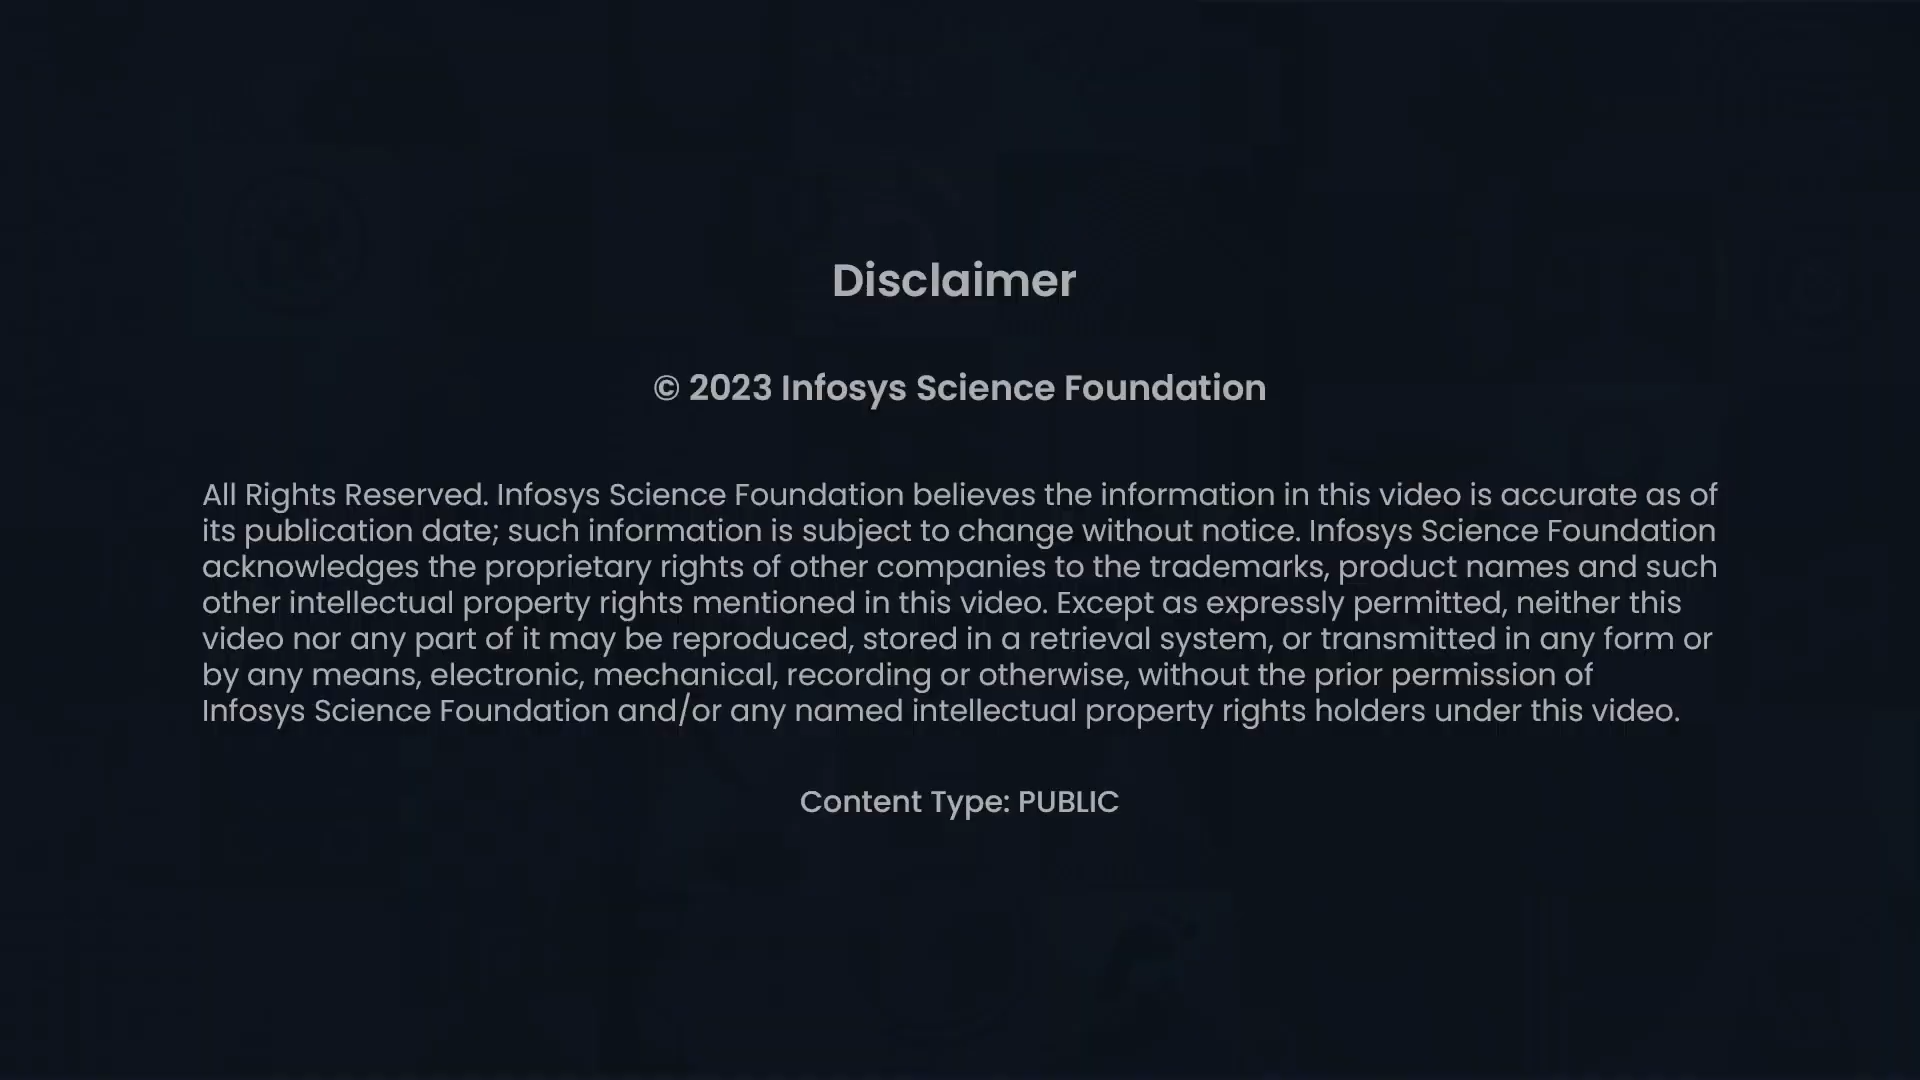 Disclaimer
© 2023 Infosys Science Foundation
All Rights Reserved. Infosys Science Foundation believes the information in this video is accurate as of
its publication date; such information is subject to change without notice. Infosys Science Foundation
acknowledges the proprietary rights of other companies to the trademarks, product names and such
other intellectual property rights mentioned in this video. Except as expressly permitted, neither this
video nor any part of it may be reproduced, stored in a retrieval system, or transmitted in any form or
by any means, electronic, mechanical, recording or otherwise, without the prior permission of
Infosys Science Foundation and/or any named intellectual property rights holders under this video.
Content Type: PUBLIC